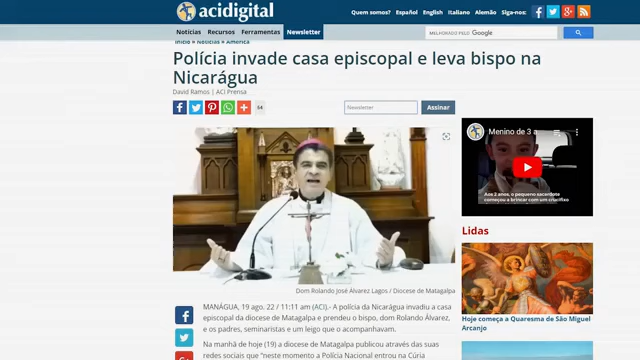 acidigital
Quem somos? Español English Italiano Alemão Siga-nos:
Notícias Recursos Ferramentas Newsletter
MELHORADO PELO Google
Início » Notícias » América
Polícia invade casa episcopal e leva bispo na
Nicarágua
David Ramos | ACI Prensa
64
Newsletter
Assinar
Menino de 3 a
Aos 2 anos, o pequeno sacerdote
começou a brincar com um crucifixo
Lidas
Dom Rolando José Álvarez Lagos / Diocese de Matagalpa
MANÁGUA, 19 ago. 22 / 11:11 am (ACI).- A polícia da Nicarágua invadiu a casa
episcopal da diocese de Matagalpa e prendeu o bispo, dom Rolando Álvarez,
e os padres, seminaristas e um leigo que o acompanhavam.
Na manhã de hoje (19) a diocese de Matagalpa publicou através das suas
redes sociais que "neste momento a Polícia Nacional entrou na Cúria
Hoje começa a Quaresma de São Miguel
Arcanjo